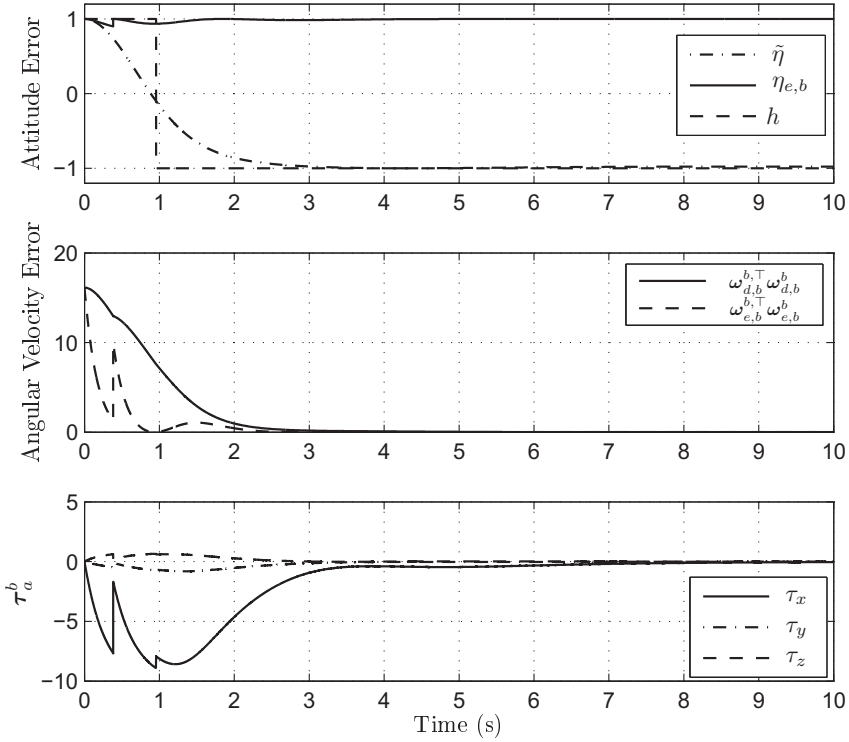 Attitude Error
1
0
−1
η̃
η_{e,b}
h
0 1 2 3 4 5 6 7 8 9 10
Angular Velocity Error
20
10
0
ω_{d,b}^{b,⊤} ω_{d,b}^{b}
ω_{e,b}^{b,⊤} ω_{e,b}^{b}
0 1 2 3 4 5 6 7 8 9 10
τ_a^b
5
0
−5
−10
τ_x
τ_y
τ_z
0 1 2 3 4 5 6 7 8 9 10
Time (s)